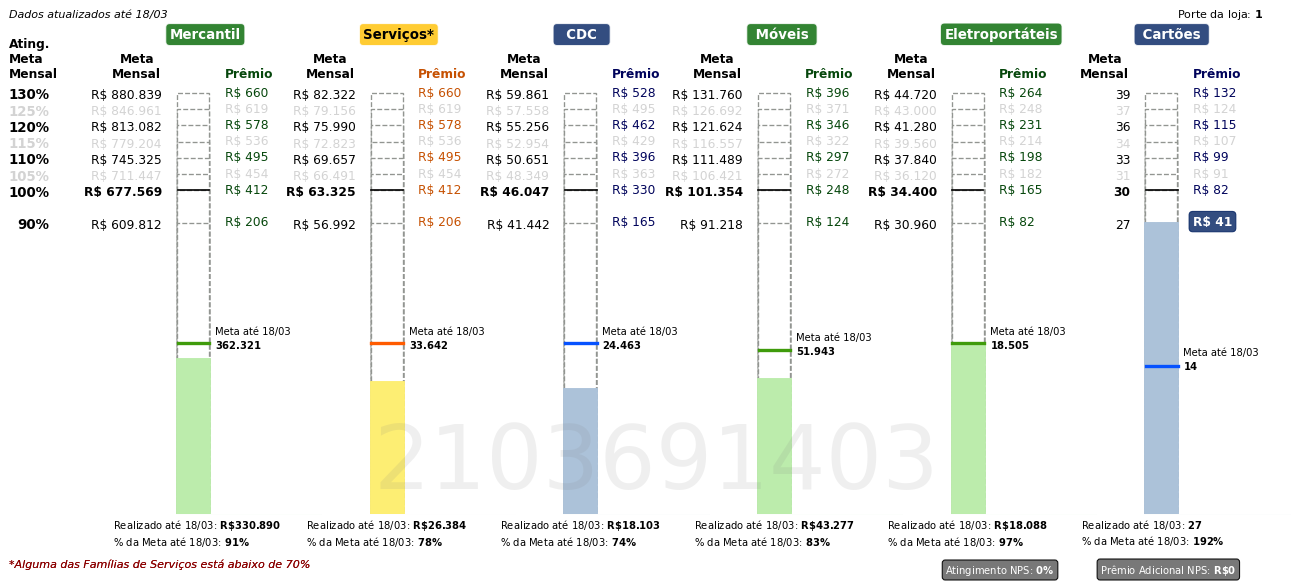 Dados atualizados até 18/03 Porte da loja: 1
Mercantil Serviços* CDC Móveis Eletroportáteis Cartões
Ating. Meta Mensal Meta Mensal Prêmio Meta Mensal Prêmio Meta Mensal Prêmio Meta Mensal Prêmio Meta Mensal Prêmio Meta Mensal Prêmio
130% R$ 880.839 R$ 660 R$ 82.322 R$ 660 R$ 59.861 R$ 528 R$ 131.760 R$ 396 R$ 44.720 R$ 264 39 R$ 132
125% R$ 846.961 R$ 619 R$ 79.156 R$ 619 R$ 57.558 R$ 495 R$ 126.692 R$ 371 R$ 43.000 R$ 248 37 R$ 124
120% R$ 813.082 R$ 578 R$ 75.990 R$ 578 R$ 55.256 R$ 462 R$ 121.624 R$ 346 R$ 41.280 R$ 231 36 R$ 115
115% R$ 779.204 R$ 536 R$ 72.823 R$ 536 R$ 52.954 R$ 429 R$ 116.557 R$ 322 R$ 39.560 R$ 214 34 R$ 107
110% R$ 745.325 R$ 495 R$ 69.657 R$ 495 R$ 50.651 R$ 396 R$ 111.489 R$ 297 R$ 37.840 R$ 198 33 R$ 99
105% R$ 711.447 R$ 454 R$ 66.491 R$ 454 R$ 48.349 R$ 363 R$ 106.421 R$ 272 R$ 36.120 R$ 182 31 R$ 91
100% R$ 677.569 R$ 412 R$ 63.325 R$ 412 R$ 46.047 R$ 330 R$ 101.354 R$ 248 R$ 34.400 R$ 165 30 R$ 82
90% R$ 609.812 R$ 206 R$ 56.992 R$ 206 R$ 41.442 R$ 165 R$ 91.218 R$ 124 R$ 30.960 R$ 82 27 R$ 41
Meta até 18/03 Meta até 18/03 Meta até 18/03 Meta até 18/03 Meta até 18/03 Meta até 18/03
362.321 33.642 24.463 51.943 18.505 14
2103691403
Realizado até 18/03: R$330.890 Realizado até 18/03: R$26.384 Realizado até 18/03: R$18.103 Realizado até 18/03: R$43.277 Realizado até 18/03: R$18.088 Realizado até 18/03: 27
% da Meta até 18/03: 91% % da Meta até 18/03: 78% % da Meta até 18/03: 74% % da Meta até 18/03: 83% % da Meta até 18/03: 97% % da Meta até 18/03: 192%
*Alguma das Famílias de Serviços está abaixo de 70% Atingimento NPS: 0% Prêmio Adicional NPS: R$0